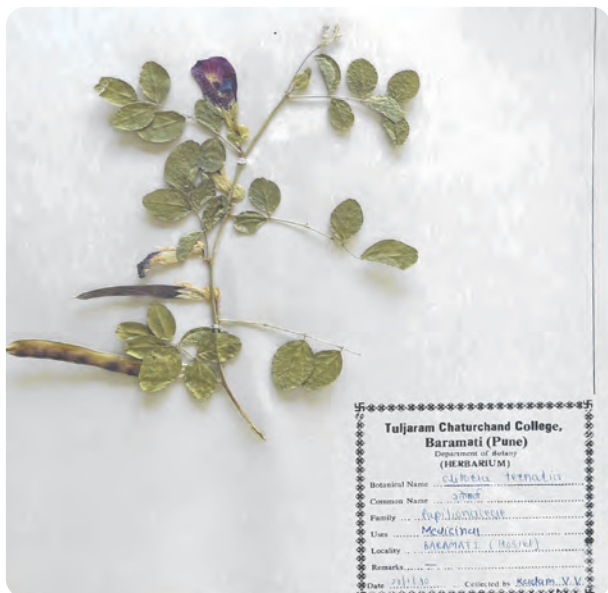 Tuljaram Chaturchand College,
Baramati (Pune)
Department of Botany
(HERBARIUM)
Botanical Name Clitoria ternatia
Common Name
Family Papilionaceae
Uses Medicinal
Locality BARAMATI (Hostel)
Remarks —
Date Collected by Kadam V.V